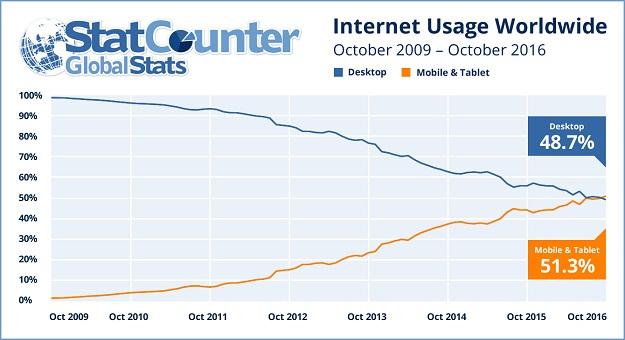 StatCounter
GlobalStats
Internet Usage Worldwide
October 2009 – October 2016
Desktop Mobile & Tablet
100%
90%
80%
70%
60%
50%
40%
30%
20%
10%
0%
Desktop
48.7%
Mobile & Tablet
51.3%
Oct 2009 Oct 2010 Oct 2011 Oct 2012 Oct 2013 Oct 2014 Oct 2015 Oct 2016